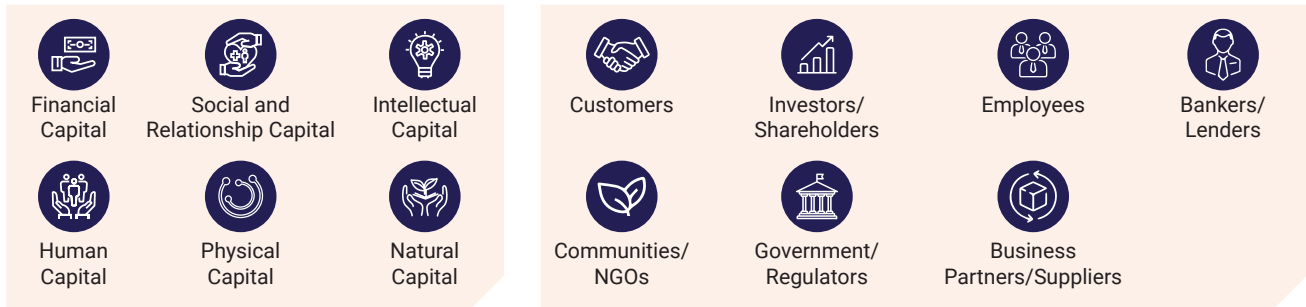 Financial
Capital
Social and
Relationship Capital
Intellectual
Capital
Human
Capital
Physical
Capital
Natural
Capital
Customers
Investors/
Shareholders
Employees
Bankers/
Lenders
Communities/
NGOs
Government/
Regulators
Business
Partners/Suppliers